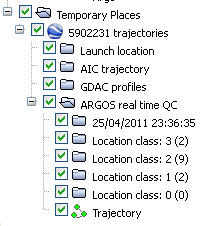 Temporary Places
5902231 trajectories
Launch location
AIC trajectory
GDAC profiles
ARGOS real time QC
25/04/2011 23:36:35
Location class: 3 (2)
Location class: 2 (9)
Location class: 1 (2)
Location class: 0 (0)
Trajectory